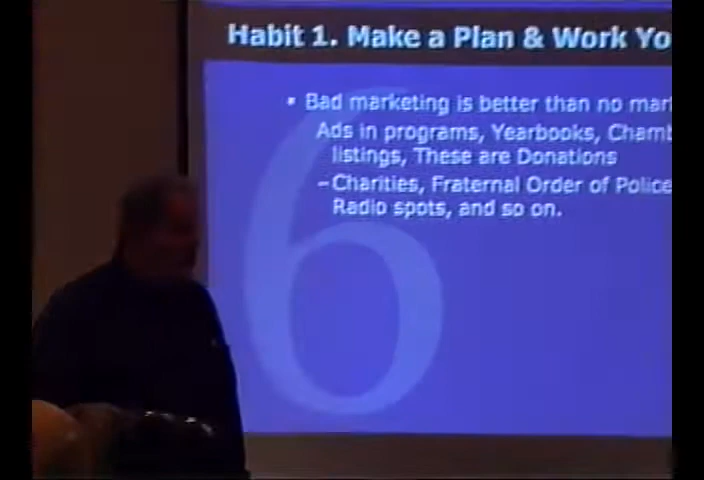 Habit 1. Make a Plan & Work Yo
• Bad marketing is better than no mar
Ads in programs, Yearbooks, Chamb
listings, These are Donations
–Charities, Fraternal Order of Police
Radio spots, and so on.
6